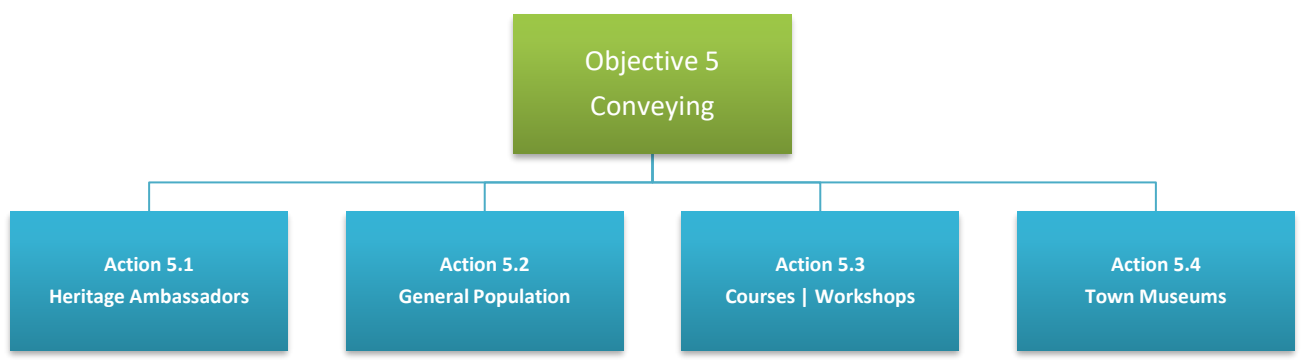 Objective 5
Conveying
Action 5.1
Heritage Ambassadors
Action 5.2
General Population
Action 5.3
Courses | Workshops
Action 5.4
Town Museums